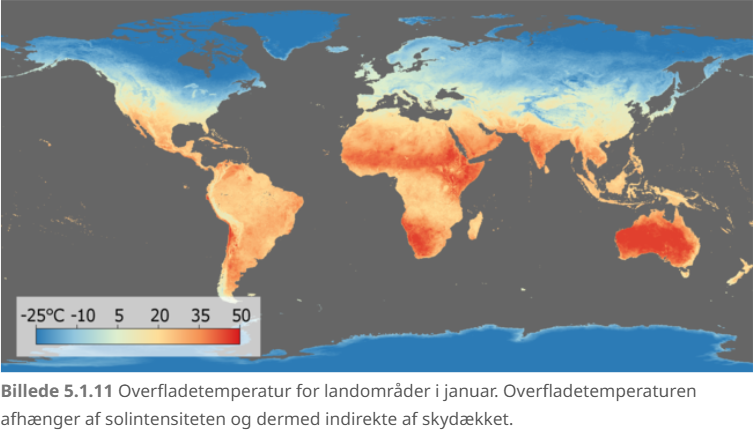 -25ºC -10 5 20 35 50
Billede 5.1.11 Overfladetemperatur for landområder i januar. Overfladetemperaturen
afhænger af solintensiteten og dermed indirekte af skydækket.